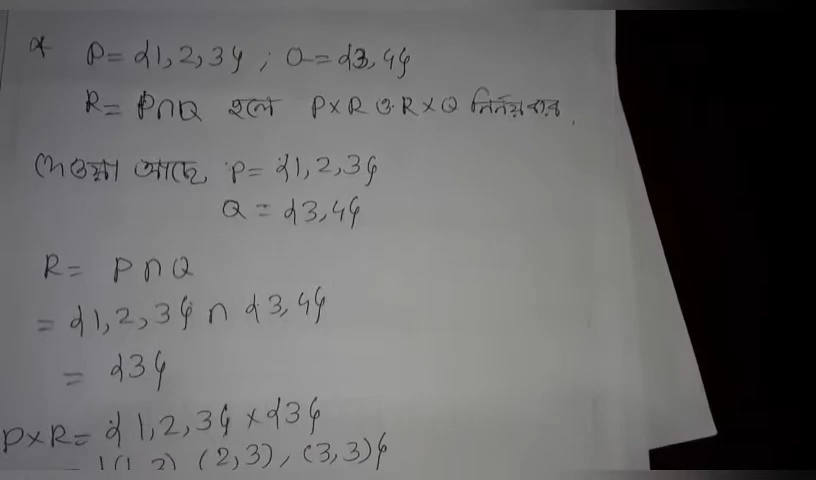 * P = {1, 2, 3} ; Q = {3, 4}
R = P∩Q হলে P×R ও R×Q নির্নয় কর.
দেওয়া আছে, P = {1, 2, 3}
Q = {3, 4}
R = P ∩ Q
= {1, 2, 3} ∩ {3, 4}
= {3}
P×R = {1, 2, 3} × {3}
(2, 3), (3, 3)}